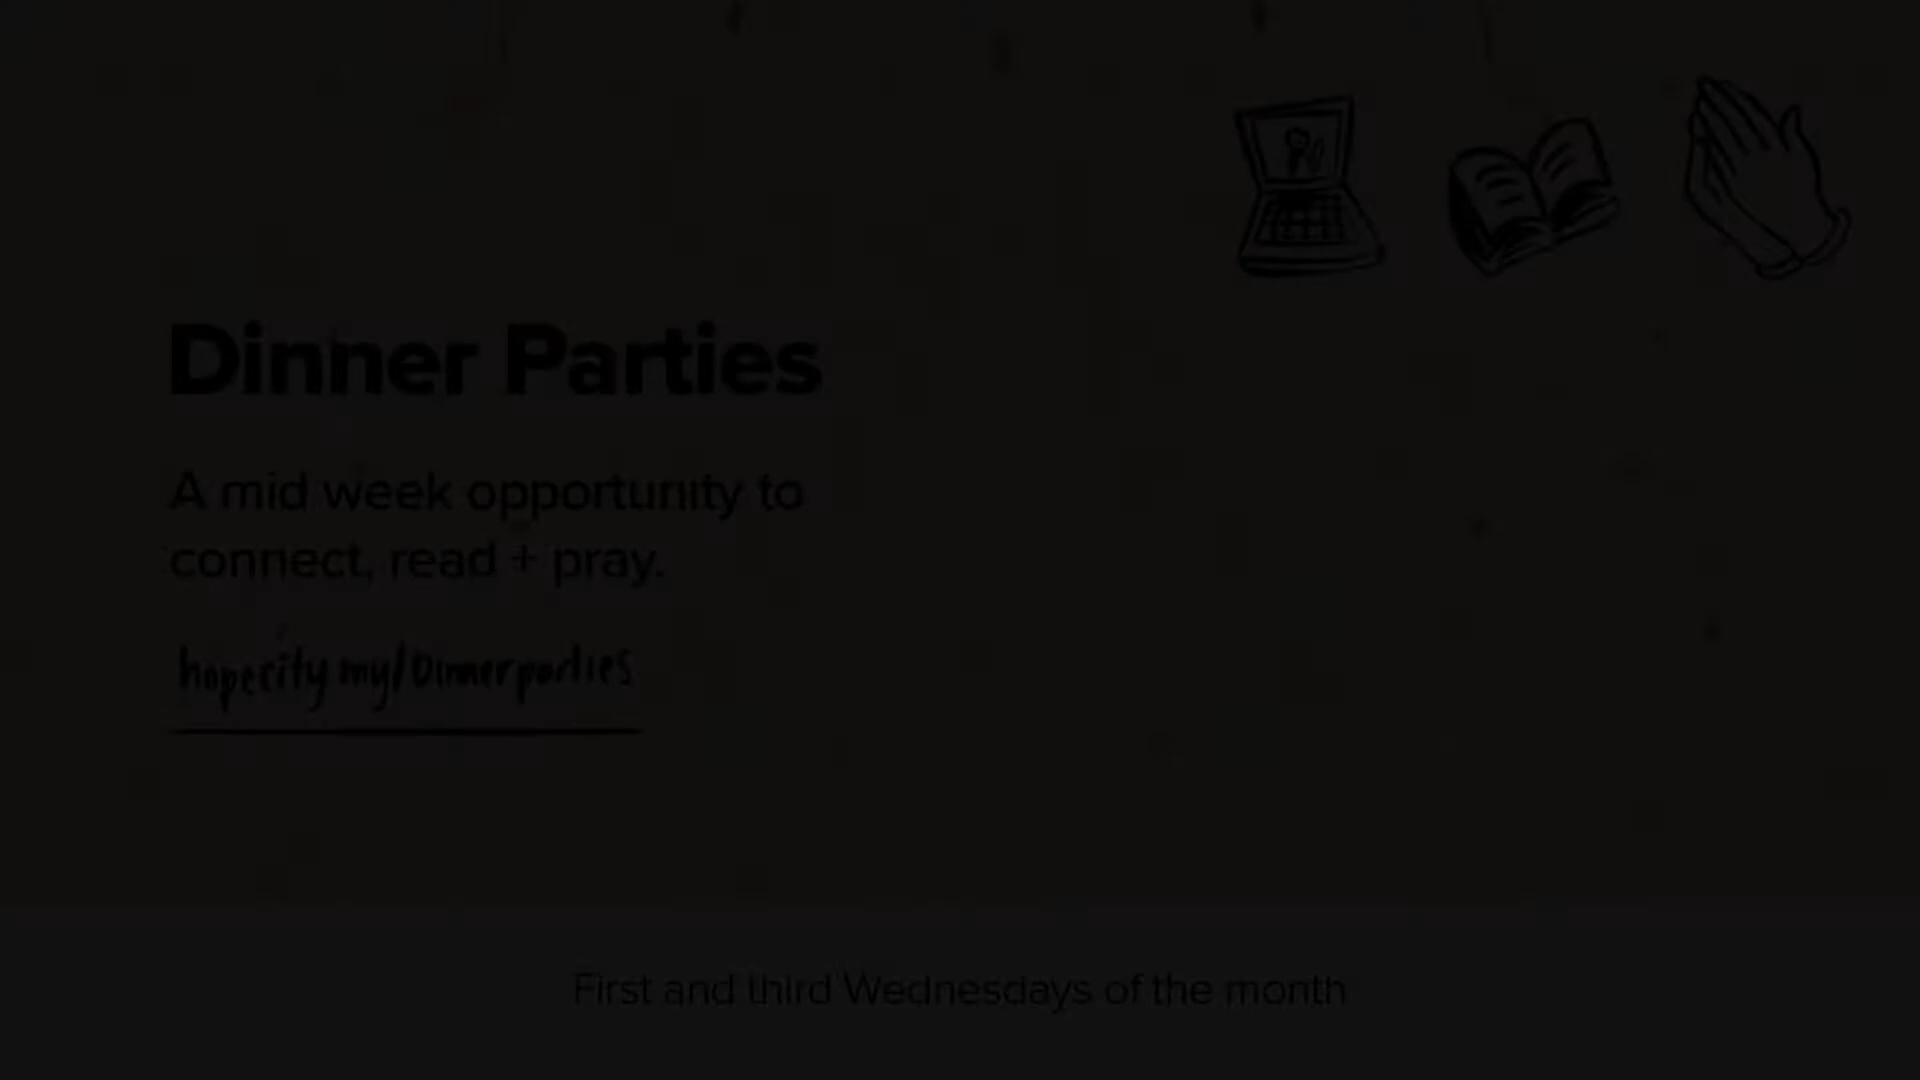 Dinner Parties
A mid week opportunity to
connect, read + pray.
hopecity.my/Dinnerparties
First and third Wednesdays of the month